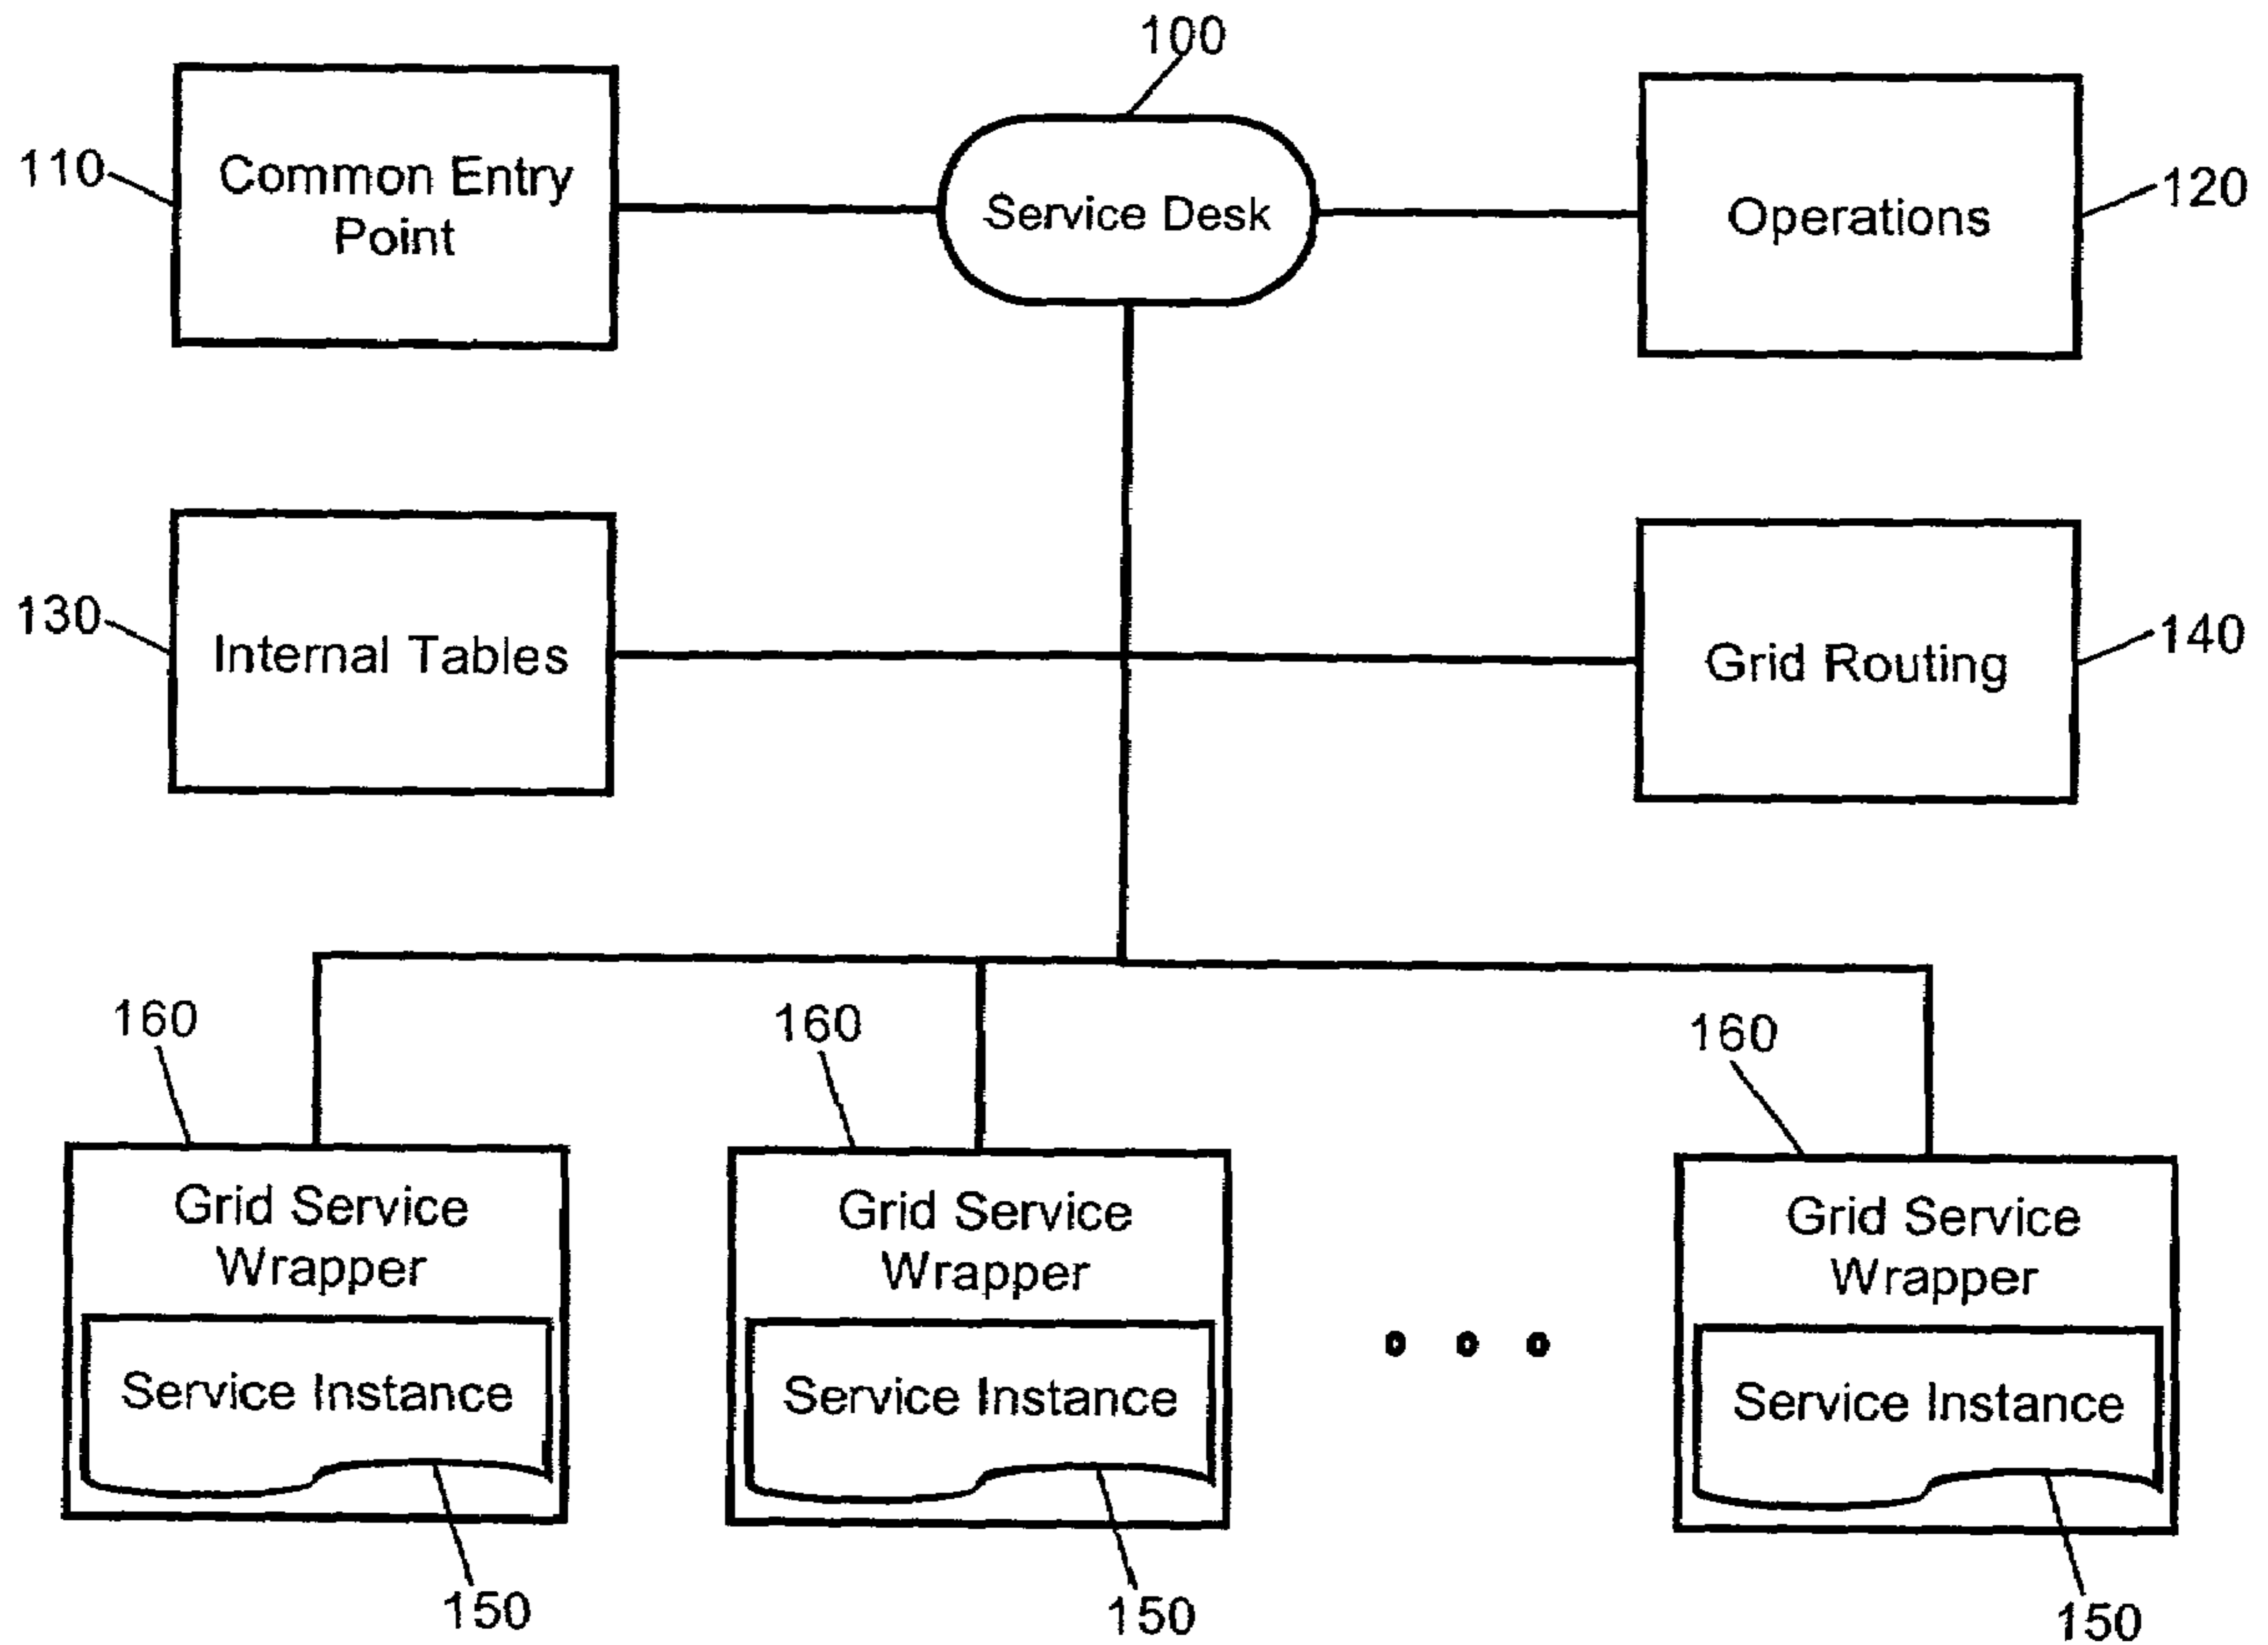 100
110
Common Entry
Point
Service Desk
Operations
120
130
Internal Tables
Grid Routing
140
160
160
160
Grid Service
Wrapper
Service Instance
150
Grid Service
Wrapper
Service Instance
150
Grid Service
Wrapper
Service Instance
150